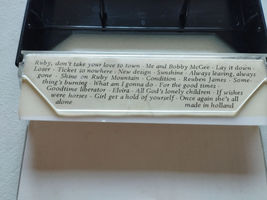 Ruby, don't take your love to town - Me and Bobby McGee - Lay it down -
Loser - Ticket to nowhere - New design - Sunshine - Always leaving, always
gone - Shine on Ruby Mountain - Condition - Reuben James - Some-
thing's burning - What am I gonna do - For the good times -
Goodtime liberator - Elvira - All God's lonely children - If wishes
were horses - Girl get a hold of yourself - Once again she's all
alone made in holland